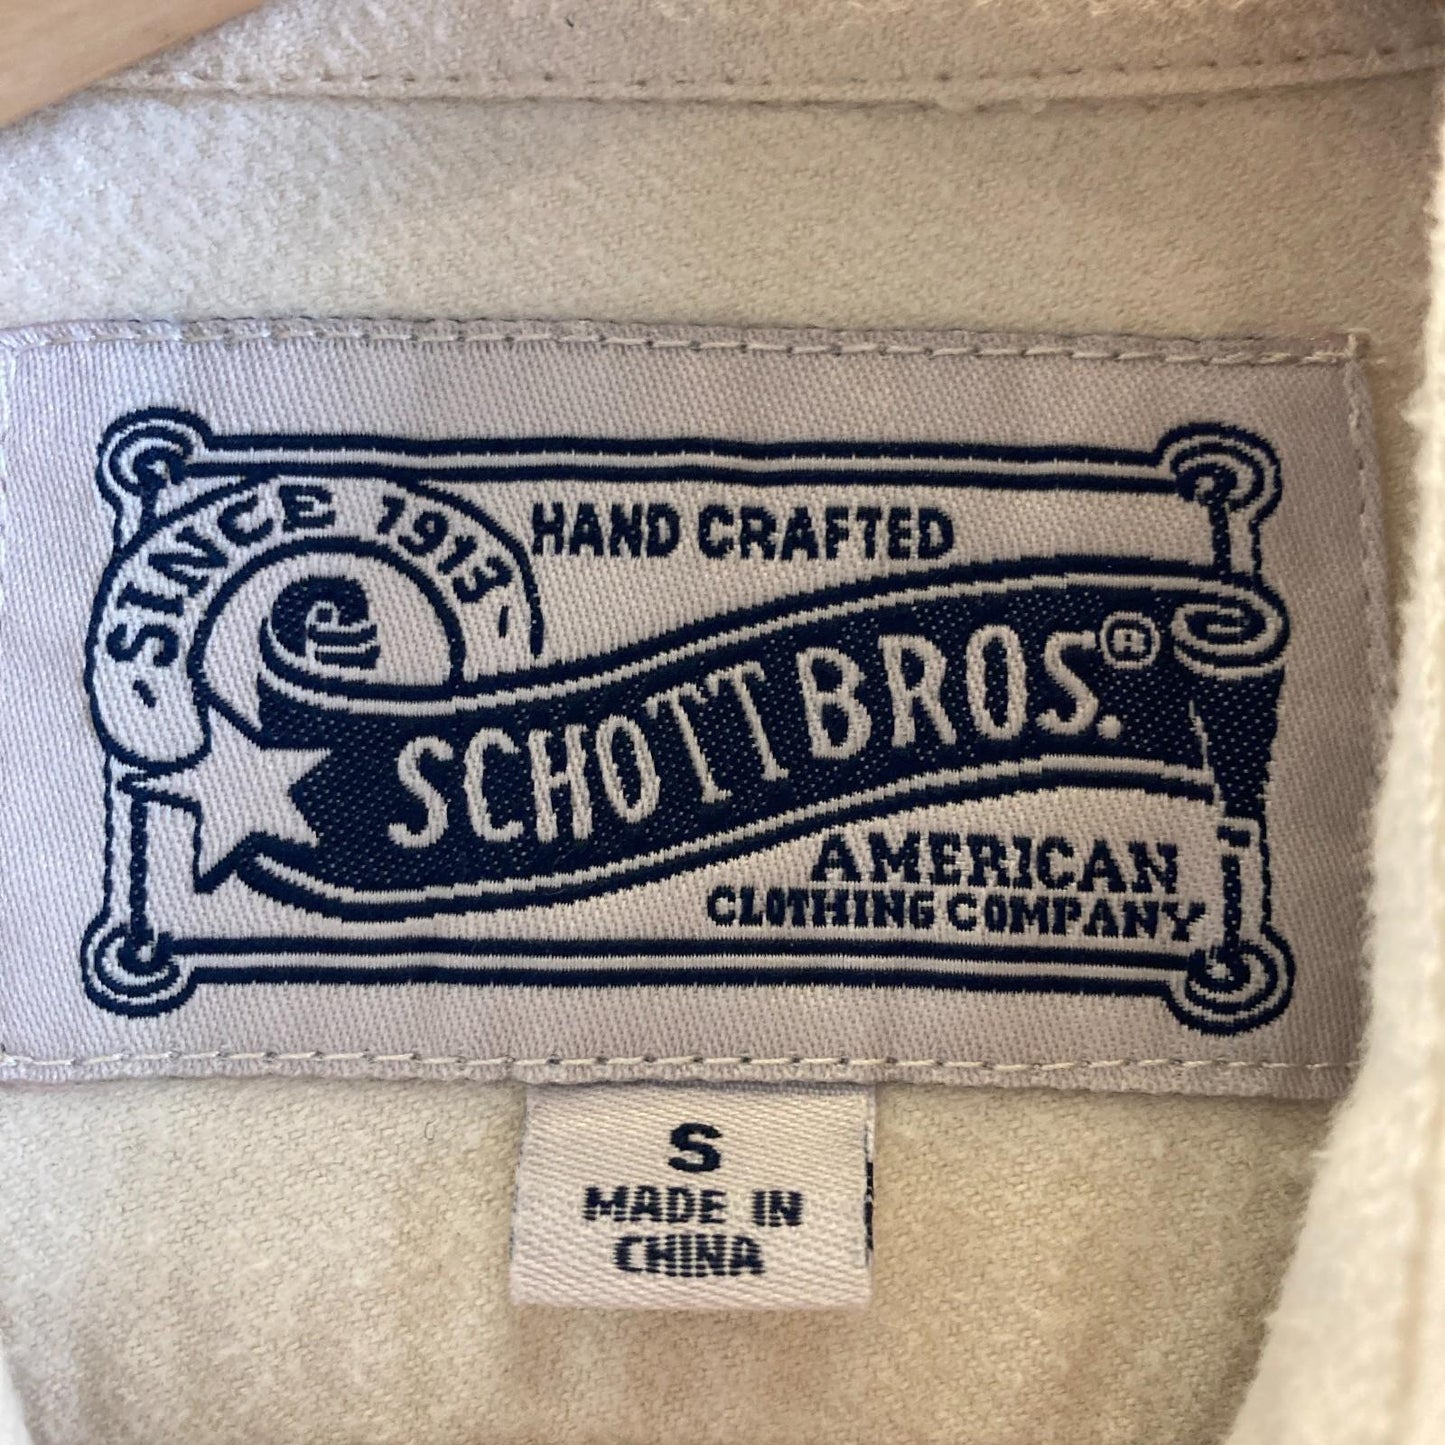 · SINCE 1913 ·
HAND CRAFTED
SCHOTT BROS.®
AMERICAN
CLOTHING COMPANY
S
MADE IN
CHINA